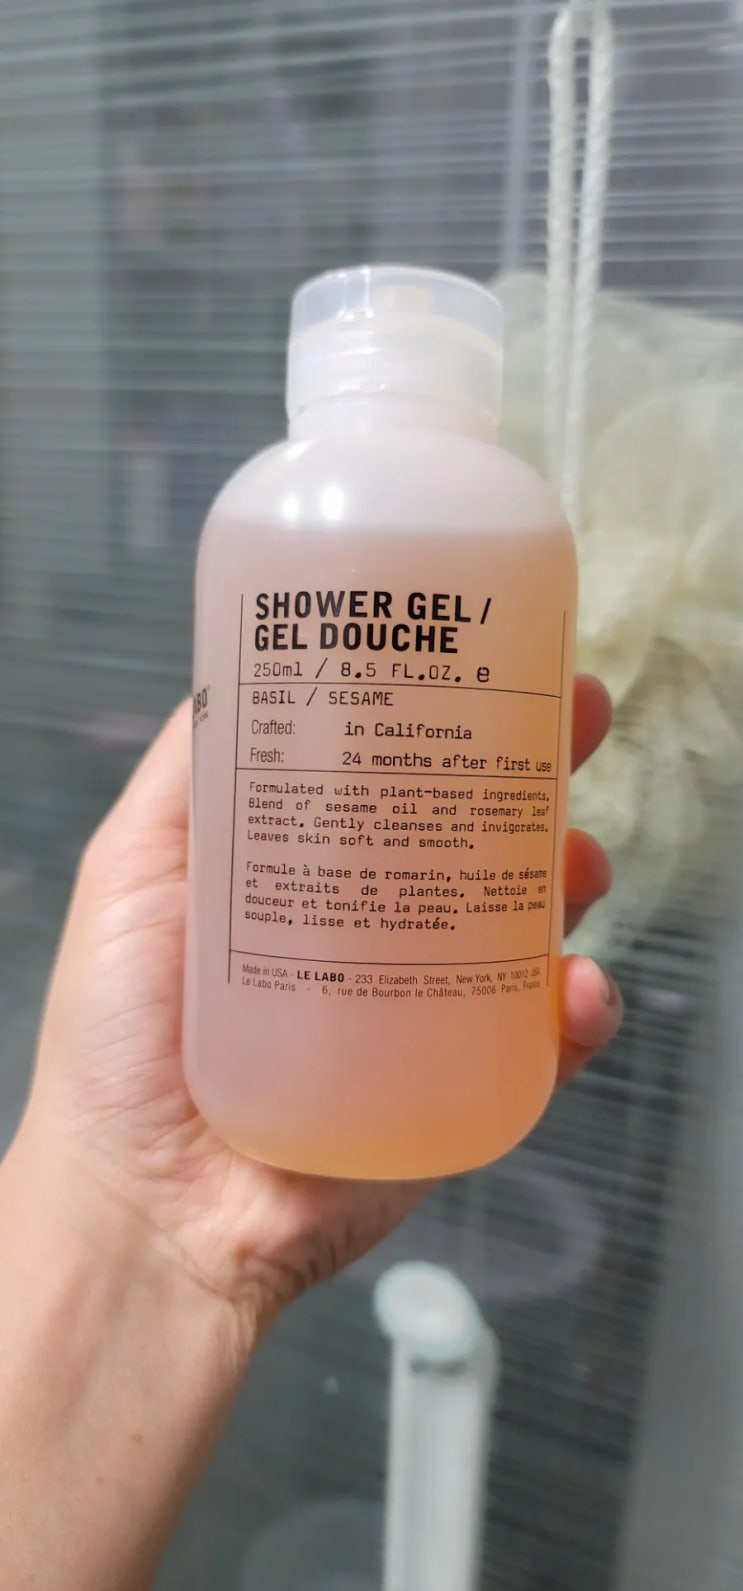 SHOWER GEL /
GEL DOUCHE
250ml / 8.5 FL.OZ. e
BASIL / SESAME
Crafted: in California
Fresh: 24 months after first use
Formulated with plant-based ingredients.
Blend of sesame oil and rosemary leaf
extract. Gently cleanses and invigorates.
Leaves skin soft and smooth.
Formule à base de romarin, huile de sésame
et extraits de plantes. Nettoie en
douceur et tonifie la peau. Laisse la peau
souple, lisse et hydratée.
Made in USA - LE LABO - 233 Elizabeth Street, New York, NY 10012 USA
Le Labo Paris - 6, rue de Bourbon le Château, 75006 Paris, France